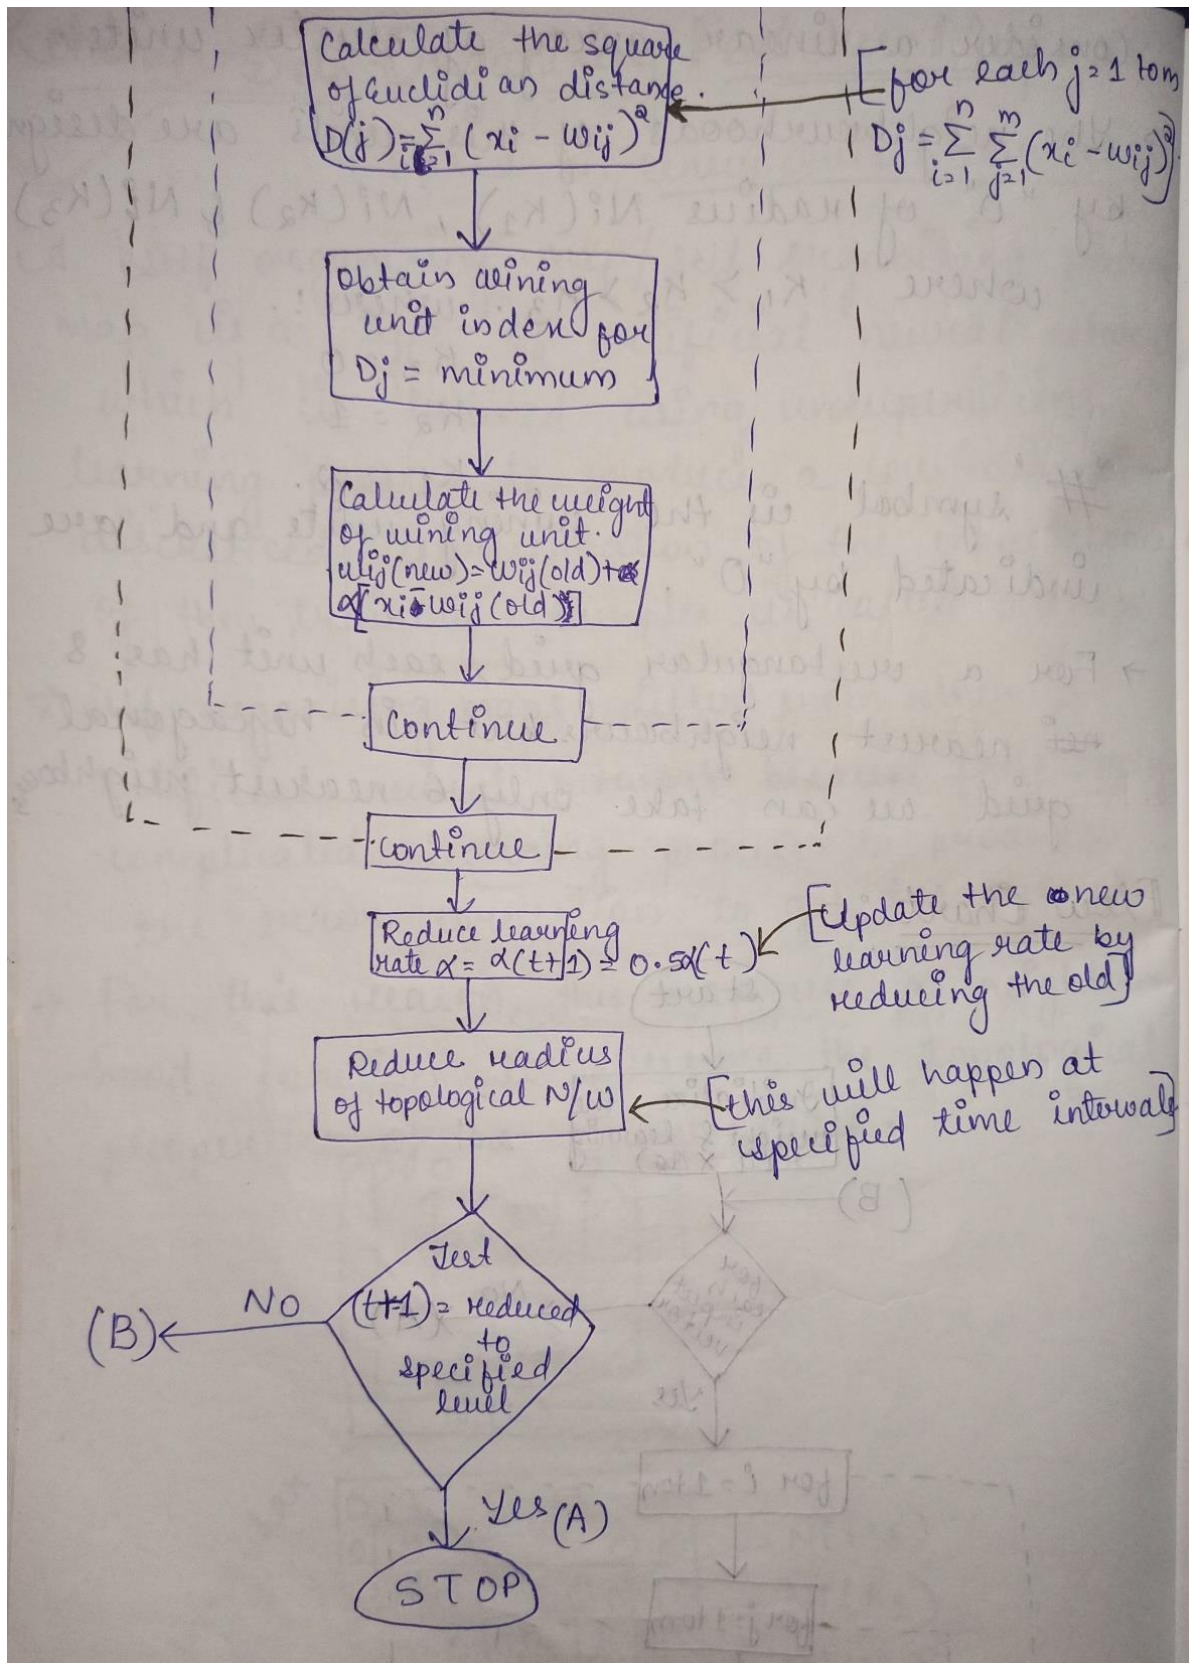 Calculate the square
of Euclidian distance.
D(j) = n∑i=1 (xi - wij)²
[for each j=1 to m
Dj = n∑i=1 m∑j=1 (xi - wij)²]
Obtain wining
unit index for
Dj = minimum
Calculate the weight
of wining unit.
wij(new) = wij(old) +
α[xi - wij(old)]
Continue
continue
Reduce learning
rate α = α(t+1) = 0.5α(t)
[Update the new
learning rate by
reducing the old]
Reduce radius
of topological N/W
[this will happen at
specified time intervals]
Test
(t+1) = reduced
to
specified
level
NO
(B)
Yes (A)
STOP